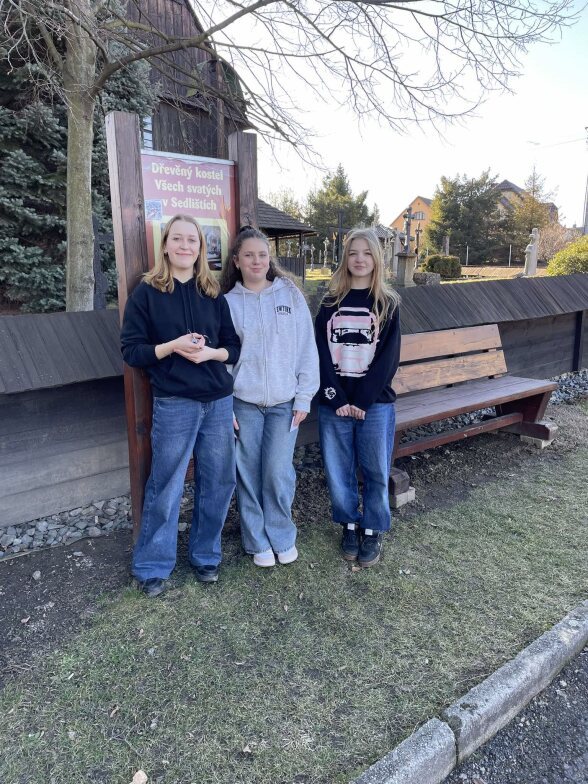 Dřevěný kostel
Všech svatých
v Sedlištích